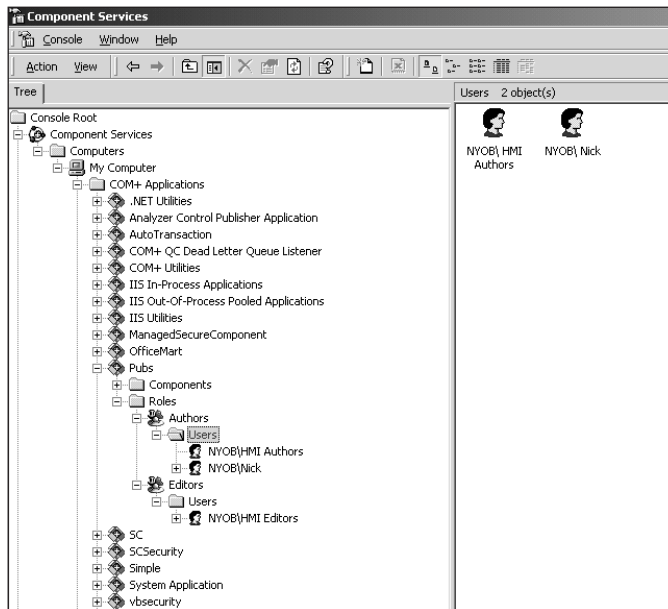 Component Services
Console Window Help
Action View
Tree
Users 2 object(s)
Console Root
Component Services
Computers
My Computer
COM+ Applications
.NET Utilities
Analyzer Control Publisher Application
AutoTransaction
COM+ QC Dead Letter Queue Listener
COM+ Utilities
IIS In-Process Applications
IIS Out-Of-Process Pooled Applications
IIS Utilities
ManagedSecureComponent
OfficeMart
Pubs
Components
Roles
Authors
Users
NYOB\HMI Authors
NYOB\Nick
Editors
Users
NYOB\HMI Editors
SC
SCSecurity
Simple
System Application
vbsecurity
NYOB\ HMI
Authors
NYOB\ Nick